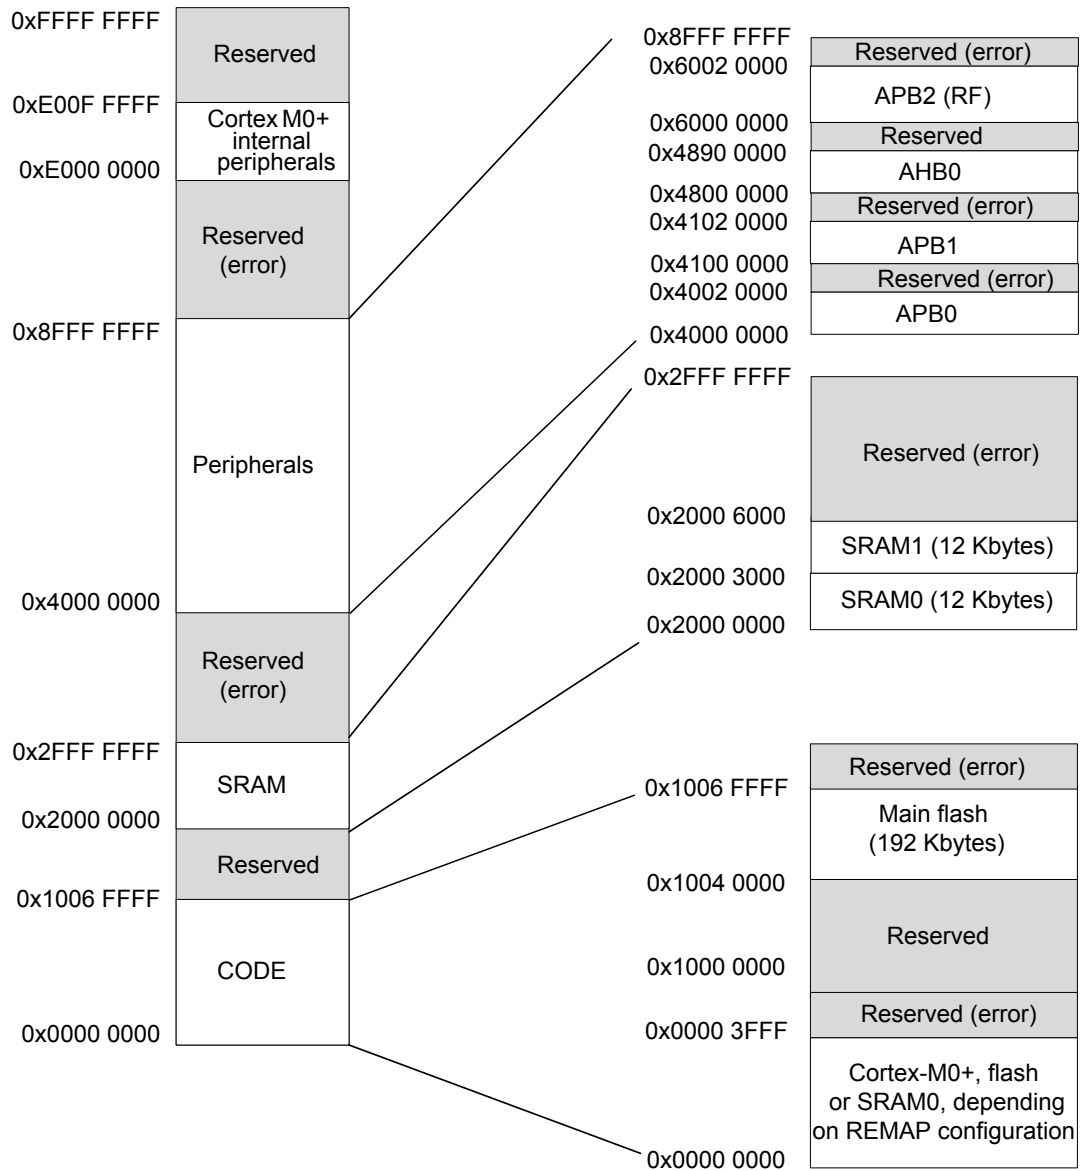 0xFFFF FFFF
Reserved
0xE00F FFFF
Cortex M0+
internal
peripherals
0xE000 0000
Reserved
(error)
0x8FFF FFFF
Peripherals
0x4000 0000
Reserved
(error)
0x2FFF FFFF
SRAM
0x2000 0000
Reserved
0x1006 FFFF
CODE
0x0000 0000
0x8FFF FFFF
Reserved (error)
0x6002 0000
APB2 (RF)
0x6000 0000
Reserved
0x4890 0000
AHB0
0x4800 0000
Reserved (error)
0x4102 0000
APB1
0x4100 0000
Reserved (error)
0x4002 0000
APB0
0x4000 0000
0x2FFF FFFF
Reserved (error)
0x2000 6000
SRAM1 (12 Kbytes)
0x2000 3000
SRAM0 (12 Kbytes)
0x2000 0000
Reserved (error)
0x1006 FFFF
Main flash
(192 Kbytes)
0x1004 0000
Reserved
0x1000 0000
Reserved (error)
0x0000 3FFF
Cortex-M0+, flash
or SRAM0, depending
on REMAP configuration
0x0000 0000